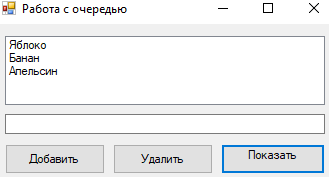 Работа с очередью
Яблоко
Банан
Апельсин
Добавить
Удалить
Показать